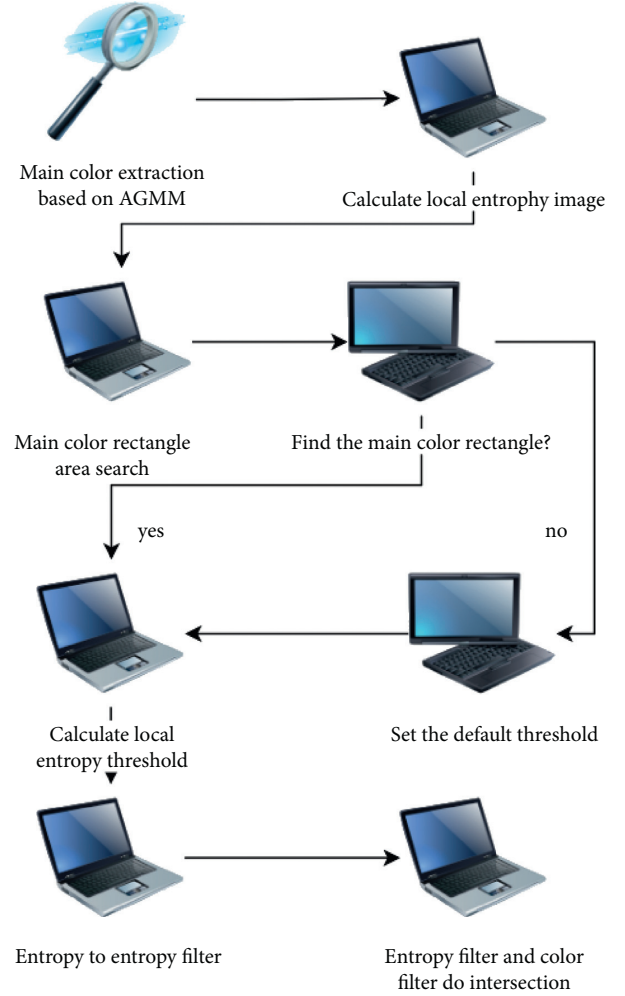 Main color extraction
based on AGMM
Calculate local entrophy image
Main color rectangle
area search
Find the main color rectangle?
yes
no
Calculate local
entropy threshold
Set the default threshold
Entropy to entropy filter
Entropy filter and color
filter do intersection